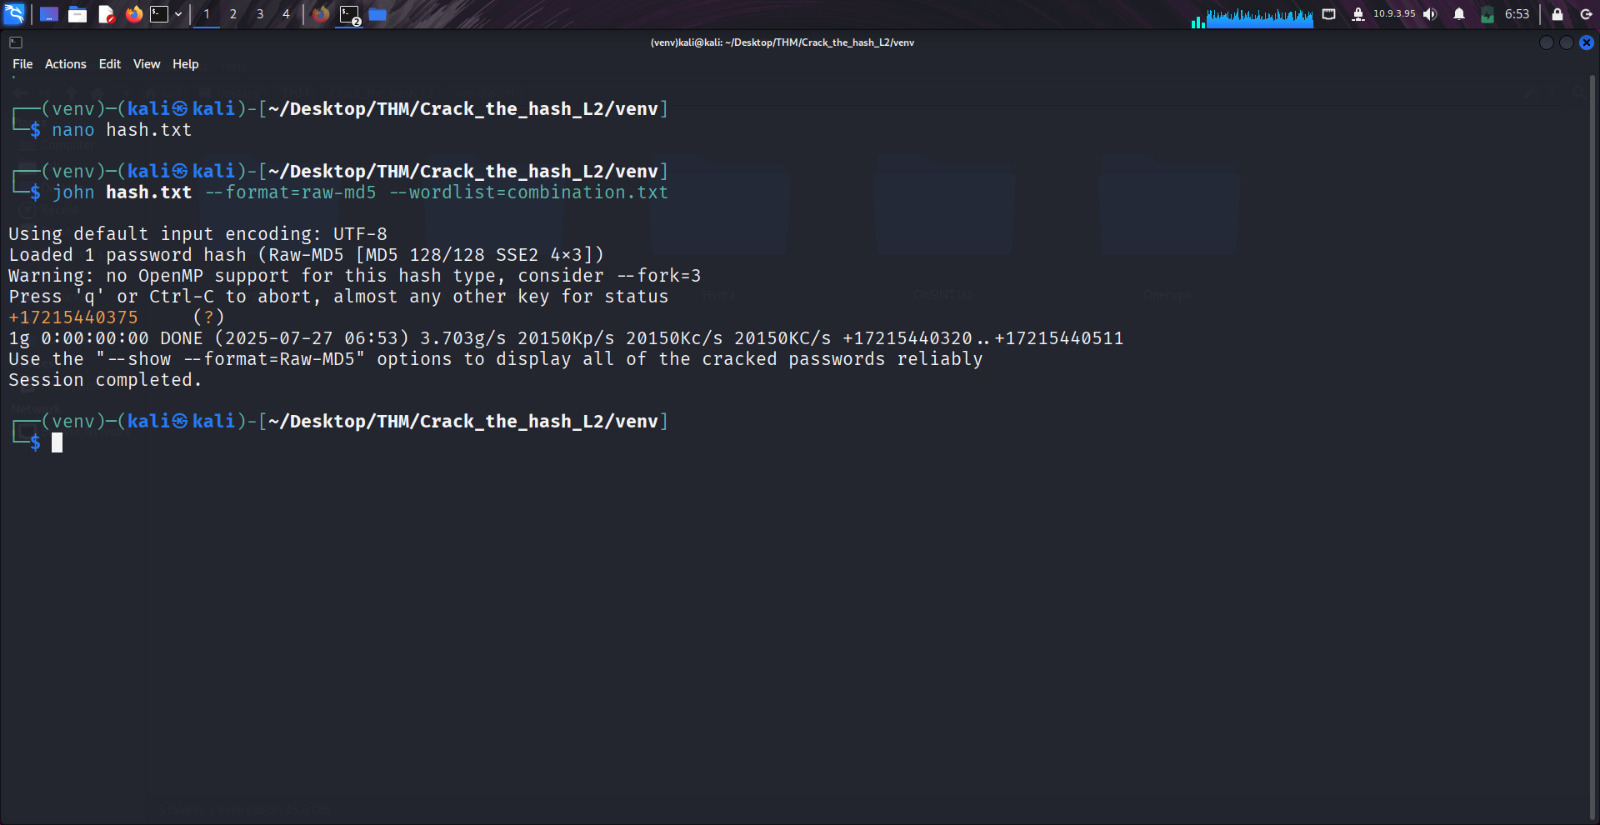 1 2 3 4 2 10.9.3.95 6:53
(venv)kali@kali: ~/Desktop/THM/Crack_the_hash_L2/venv
File Actions Edit View Help
┌──(venv)─(kali㉿kali)-[~/Desktop/THM/Crack_the_hash_L2/venv]
└─$ nano hash.txt
┌──(venv)─(kali㉿kali)-[~/Desktop/THM/Crack_the_hash_L2/venv]
└─$ john hash.txt --format=raw-md5 --wordlist=combination.txt
Using default input encoding: UTF-8
Loaded 1 password hash (Raw-MD5 [MD5 128/128 SSE2 4×3])
Warning: no OpenMP support for this hash type, consider --fork=3
Press 'q' or Ctrl-C to abort, almost any other key for status
+17215440375 (?)
1g 0:00:00:00 DONE (2025-07-27 06:53) 3.703g/s 20150Kp/s 20150Kc/s 20150KC/s +17215440320..+17215440511
Use the "--show --format=Raw-MD5" options to display all of the cracked passwords reliably
Session completed.
┌──(venv)─(kali㉿kali)-[~/Desktop/THM/Crack_the_hash_L2/venv]
└─$